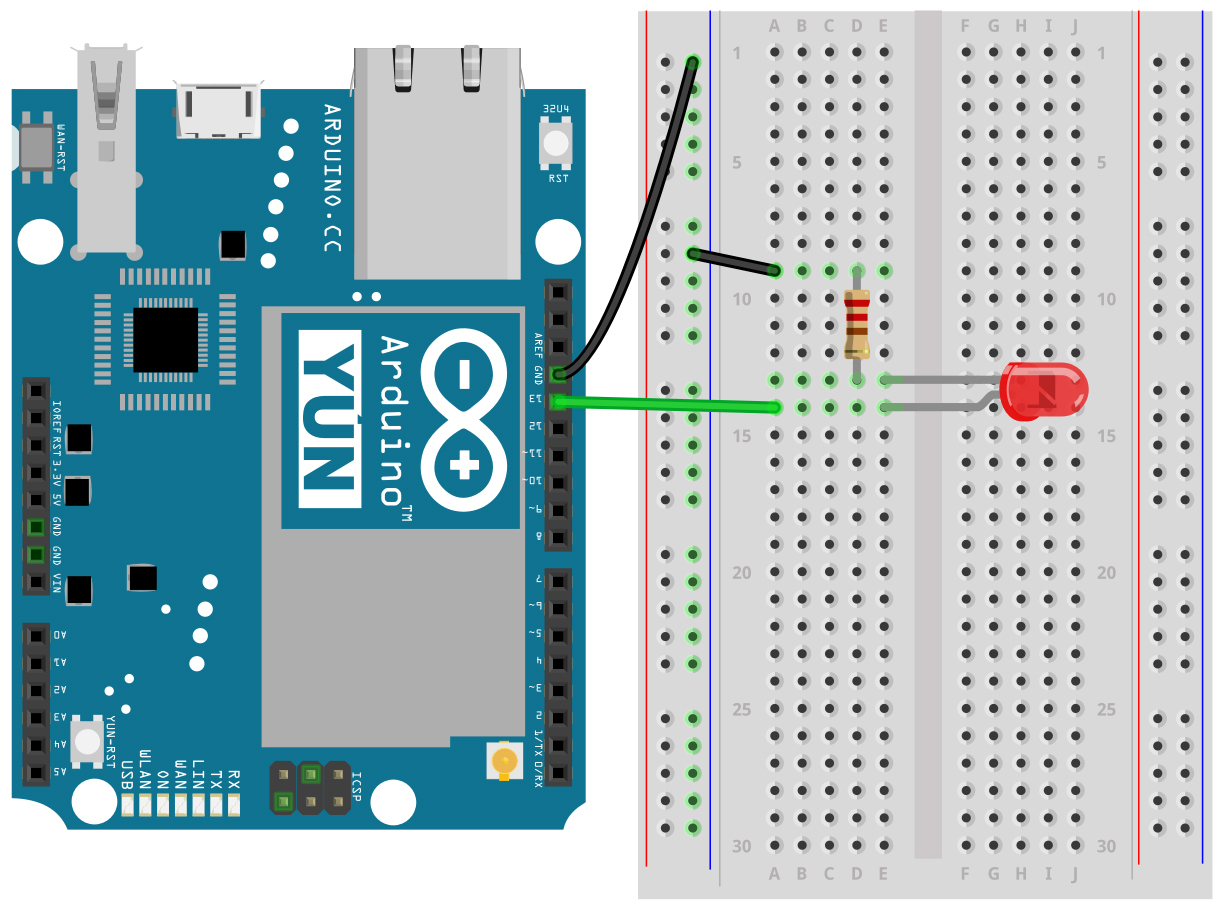 WAN-RST
ARDUINO.CC
32U4
RST
AREF
GND
13
12
~11
~10
~9
8
7
~6
~5
4
~3
2
1/TX
0/RX
IOREF
RST
3.3V
5V
GND
GND
VIN
A0
A1
A2
A3
A4
A5
YÚN
Arduino™
YUN-RST
USB
WLAN
ON
WAN
LIN
TX
RX
ICSP
A B C D E F G H I J
1 1
5 5
10 10
15 15
20 20
25 25
30 30
A B C D E F G H I J